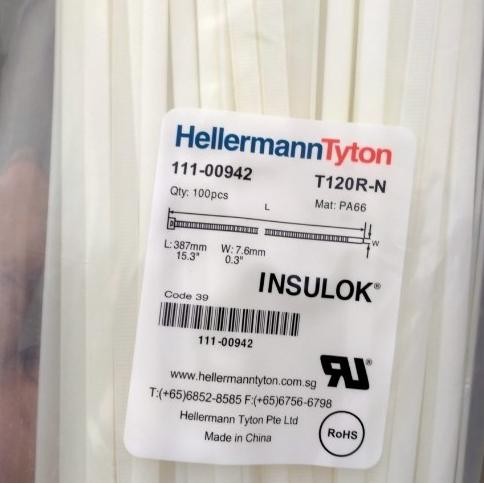 HellermannTyton
111-00942 T120R-N
Qty: 100pcs Mat: PA66
L
W
L: 387mm W: 7.6mm
15.3" 0.3"
INSULOK®
Code 39
111-00942
www.hellermanntyton.com.sg
T:(+65)6852-8585 F:(+65)6756-6798
Hellermann Tyton Pte Ltd
Made in China
RoHS